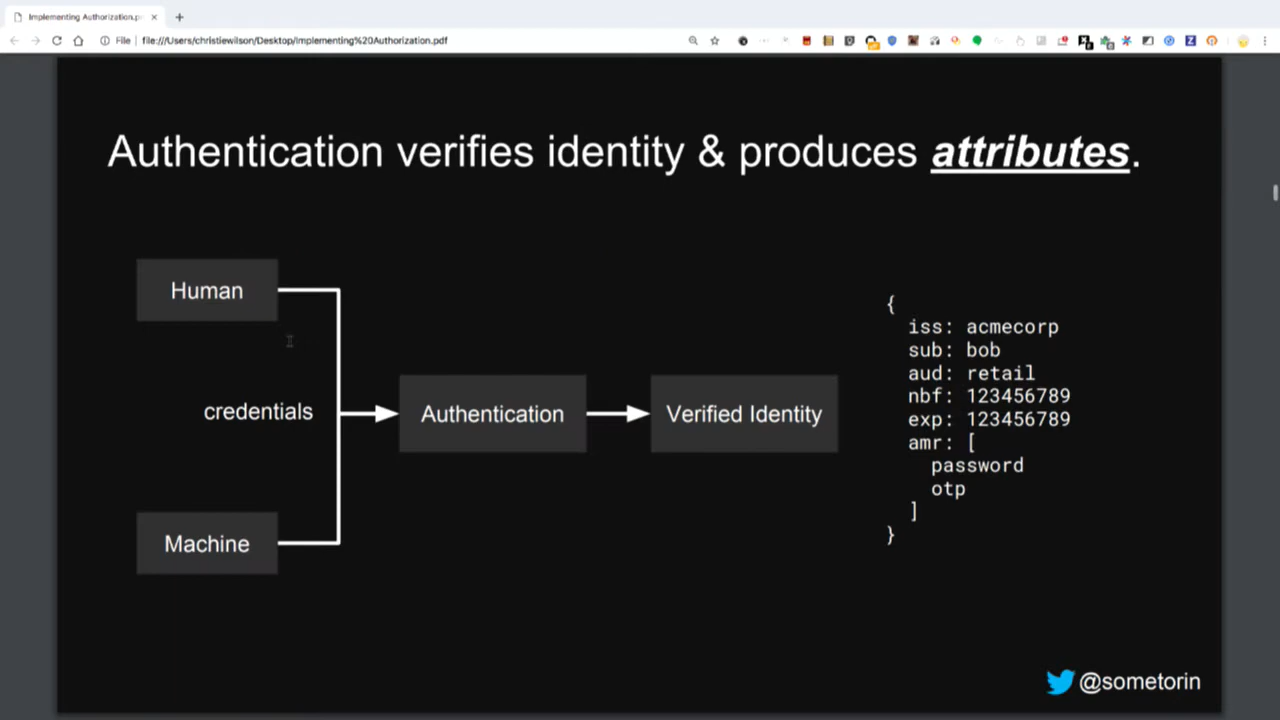 Implementing Authorization.p
File
file:///Users/christiewilson/Desktop/Implementing%20Authorization.pdf
Authentication verifies identity & produces attributes.
Human
credentials
Machine
Authentication
Verified Identity
{
iss: acmecorp
sub: bob
aud: retail
nbf: 123456789
exp: 123456789
amr: [
password
otp
]
}
@sometorin